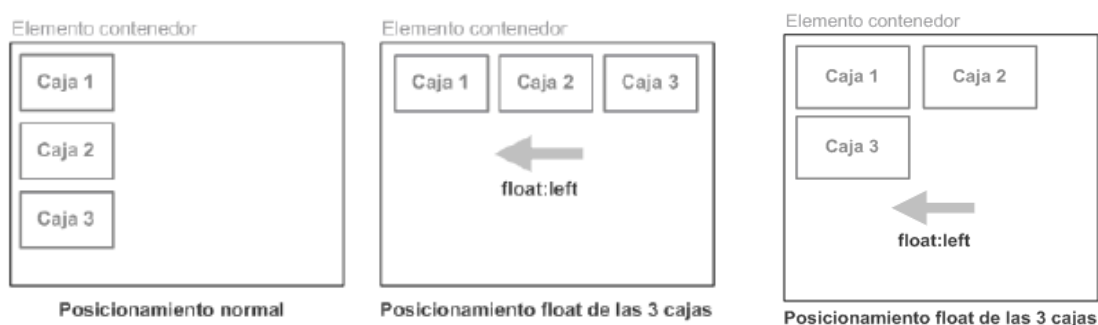 Elemento contenedor
Caja 1
Caja 2
Caja 3
Posicionamiento normal
Elemento contenedor
Caja 1 Caja 2 Caja 3
float:left
Posicionamiento float de las 3 cajas
Elemento contenedor
Caja 1 Caja 2
Caja 3
float:left
Posicionamiento float de las 3 cajas